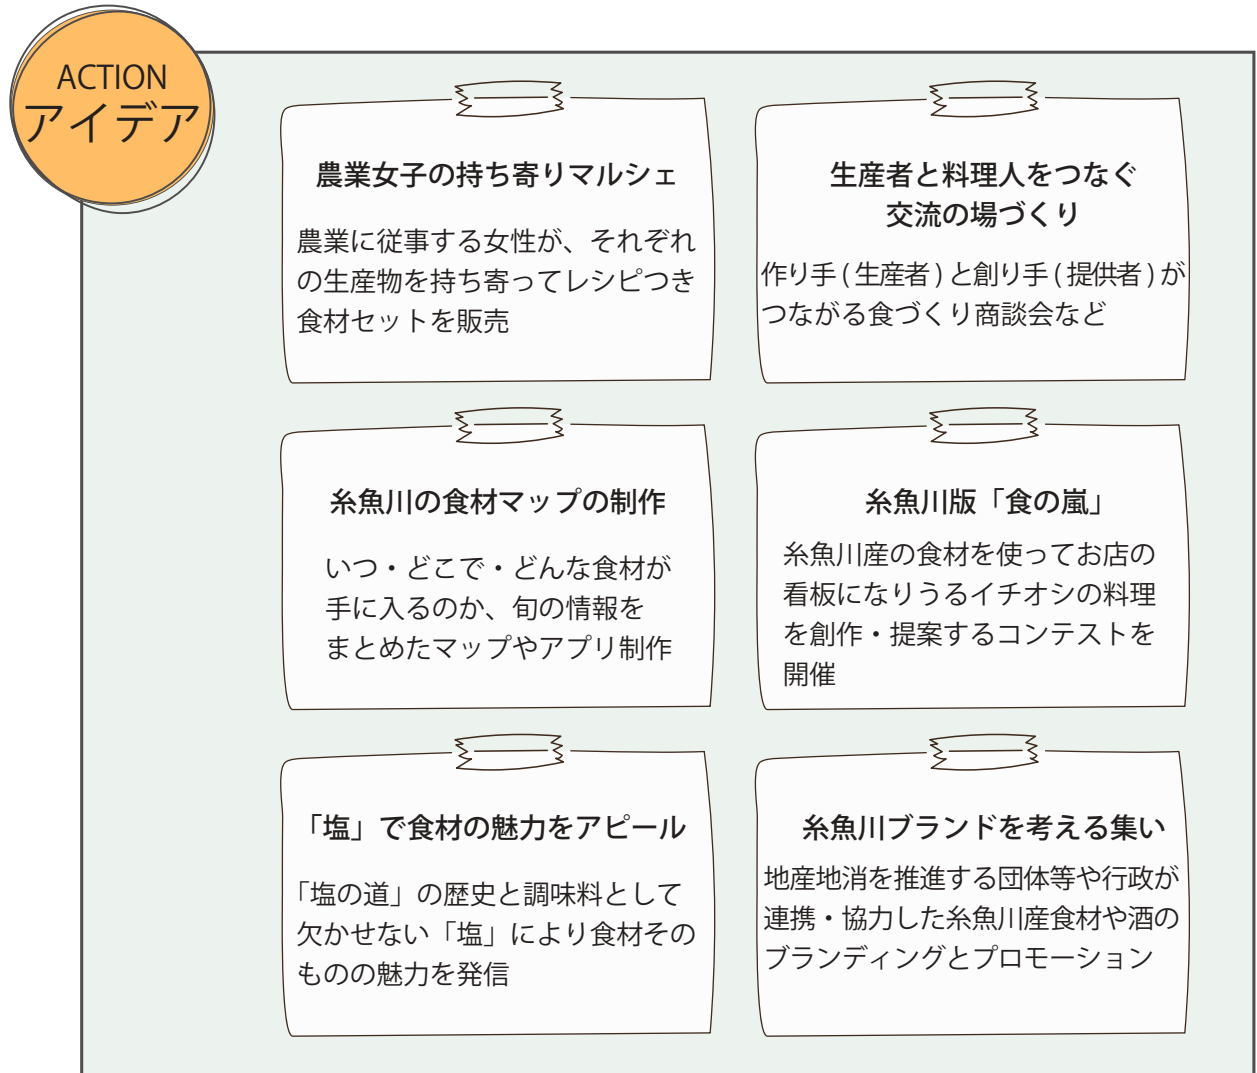 ACTION
アイデア
農業女子の持ち寄りマルシェ
農業に従事する女性が、それぞれ
の生産物を持ち寄ってレシピつき
食材セットを販売
生産者と料理人をつなぐ
交流の場づくり
作り手(生産者)と創り手(提供者)が
つながる食づくり商談会など
糸魚川の食材マップの制作
いつ・どこで・どんな食材が
手に入るのか、旬の情報を
まとめたマップやアプリ制作
糸魚川版「食の嵐」
糸魚川産の食材を使ってお店の
看板になりうるイチオシの料理
を創作・提案するコンテストを
開催
「塩」で食材の魅力をアピール
「塩の道」の歴史と調味料として
欠かせない「塩」により食材その
ものの魅力を発信
糸魚川ブランドを考える集い
地産地消を推進する団体等や行政が
連携・協力した糸魚川産食材や酒の
ブランディングとプロモーション